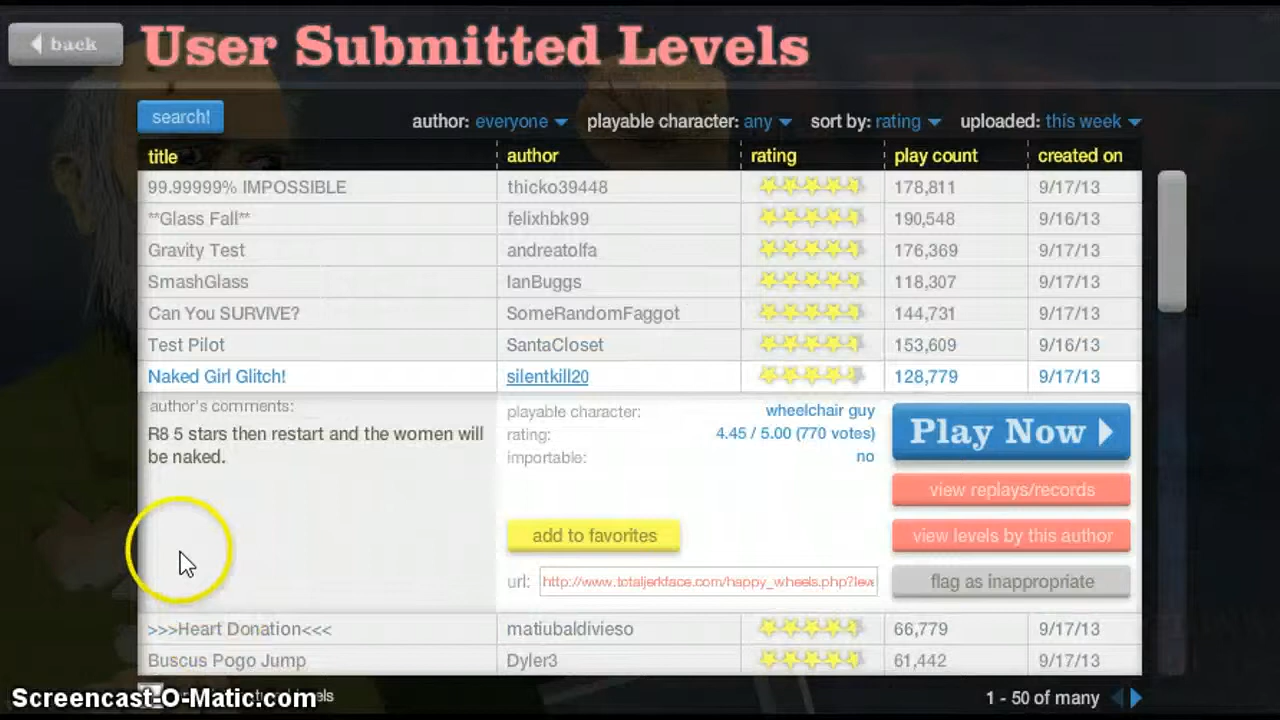 back
User Submitted Levels
search!
author: everyone
playable character: any
sort by: rating
uploaded: this week
title author rating play count created on
99.99999% IMPOSSIBLE thicko39448 178,811 9/17/13
**Glass Fall** felixhbk99 190,548 9/16/13
Gravity Test andreatolfa 176,369 9/17/13
SmashGlass IanBuggs 118,307 9/17/13
Can You SURVIVE? SomeRandomFaggot 144,731 9/17/13
Test Pilot SantaCloset 153,609 9/16/13
Naked Girl Glitch! silentkill20 128,779 9/17/13
author's comments:
R8 5 stars then restart and the women will
be naked.
playable character: wheelchair guy
rating: 4.45 / 5.00 (770 votes)
importable: no
add to favorites
url: http://www.totaljerkface.com/happy_wheels.php?leve
Play Now
view replays/records
view levels by this author
flag as inappropriate
>>>Heart Donation<<< matiubaldivieso 66,779 9/17/13
Buscus Pogo Jump Dyler3 61,442 9/17/13
Screencast-O-Matic.com
1 - 50 of many